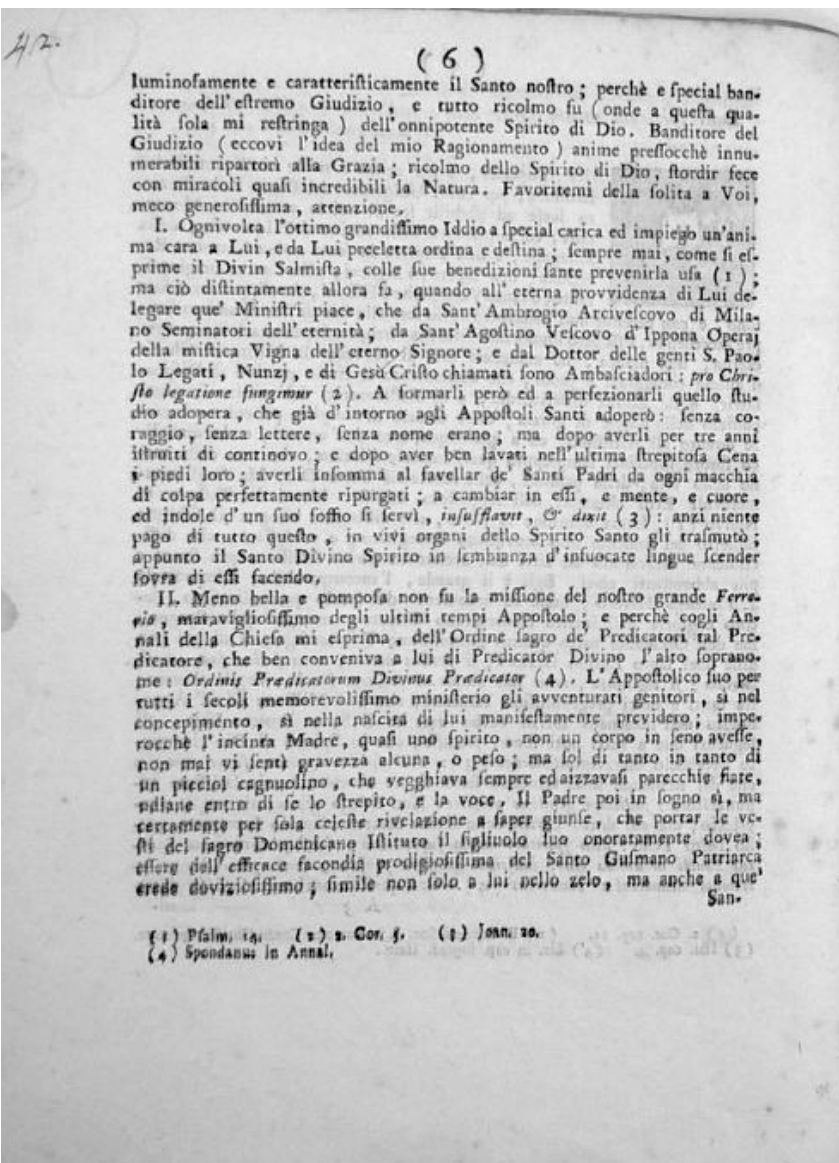 42.
( 6 )
luminoſamente e caratteriſticamente il Santo noſtro ; perchè e ſpecial ban-
ditore dell' eſtremo Giudizio , e tutto ricolmo fu ( onde a queſta qua-
lità ſola mi reſtringa ) dell' onnipotente Spirito di Dio . Banditore del
Giudizio ( eccovi l' idea del mio Ragionamento ) anime preſſocchè innu-
merabili ripartorì alla Grazia ; ricolmo dello Spirito di Dio , ſtordir fece
con miracoli quaſi incredibili la Natura . Favoritemi della ſolita a Voi ,
meco generoſiſſima , attenzione .
I. Ognivolta l' ottimo grandiſſimo Iddio a ſpecial carica ed impiego un' ani-
ma cara a Lui , e da Lui preeletta ordina e deſtina ; ſempre mai , come ſi eſ-
prime il Divin Salmiſta , colle ſue benedizioni ſante prevenirla uſa ( 1 ) ;
ma ciò diſtintamente allora fa , quando all' eterna provvidenza di Lui de-
legare que' Miniſtri piace , che da Sant' Ambrogio Arciveſcovo di Mila-
no Seminatori dell' eternità ; da Sant' Agoſtino Veſcovo d' Ippona Operaj
della miſtica Vigna dell' eterno Signore ; e dal Dottor delle genti S. Pao-
lo Legati , Nunzj , e di Gesù Criſto chiamati ſono Ambaſciadori : pro Chri-
ſto legatione fungimur ( 2 ) . A formarli però ed a perfezionarli quello ſtu-
dio adopera , che già d' intorno agli Appoſtoli Santi adoperò : ſenza co-
raggio , ſenza lettere , ſenza nome erano ; ma dopo averli per tre anni
iſtruiti di continovo ; e dopo aver ben lavati nell' ultima ſtrepitoſa Cena
i piedi loro ; averli inſomma al favellar de' Santi Padri da ogni macchia
di colpa perfettamente ripurgati ; a cambiar in eſſi , e mente , e cuore ,
ed indole d' un ſuo ſoffio ſi ſervì , inſuſflavit , & dixit ( 3 ) : anzi niente
pago di tutto queſto , in vivi organi dello Spirito Santo gli traſmutò ;
appunto il Santo Divino Spirito in ſembianza d' infuocate lingue ſcender
ſovra di eſſi facendo .
II. Meno bella e pompoſa non fu la miſſione del noſtro grande Ferre-
rio , maraviglioſiſſimo degli ultimi tempi Appoſtolo ; e perchè cogli An-
nali della Chieſa mi eſprima , dell' Ordine ſagro de' Predicatori tal Pre-
dicatore , che ben conveniva a lui di Predicator Divino l' alto ſoprano-
me : Ordinis Prædicatorum Divinus Prædicator ( 4 ) . L' Appoſtolico ſuo per
tutti i ſecoli memorevoliſſimo miniſterio gli avventurati genitori , sì nel
concepimento , sì nella naſcita di lui manifeſtamente previdero ; impe-
rocchè l' incinta Madre , quaſi uno ſpirito , non un corpo in ſeno aveſſe ,
non mai vi ſentì gravezza alcuna , o peſo ; ma ſol di tanto in tanto di
un picciol cagnuolino , che vegghiava ſempre ed aizzavaſi parecchie fiate ,
udiane entro di ſe lo ſtrepito , e la voce . Il Padre poi in ſogno sì , ma
certamente per ſola celeſte rivelazione a ſaper giunſe , che portar le ve-
ſti del ſagro Domenicano Iſtituto il figliuolo ſuo onoratamente dovea ;
eſſere dell' efficace facondia prodigioſiſſima del Santo Guſmano Patriarca
erede dovizioſiſſimo ; ſimile non ſolo a lui nello zelo , ma anche a que'
San-
( 1 ) Pſalm. 14. ( 2 ) 2. Cor. 5. ( 3 ) Joan. 20.
( 4 ) Spondanus in Annal.